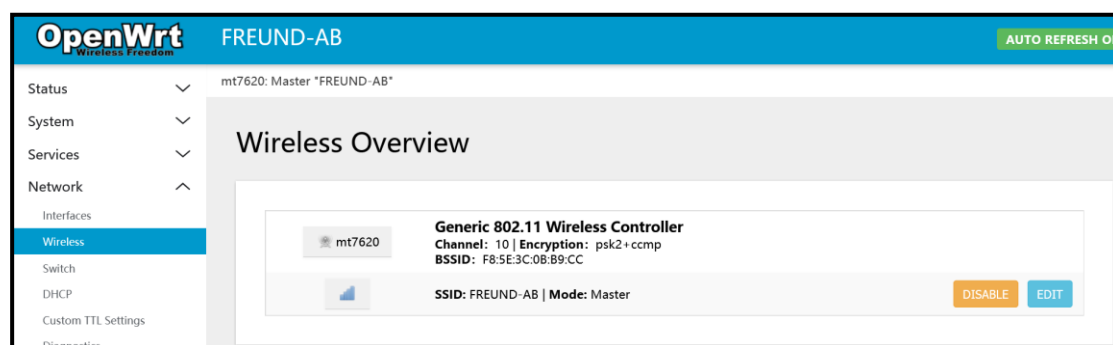 OpenWrt
Wireless Freedom
FREUND-AB
AUTO REFRESH
mt7620: Master "FREUND-AB"
Status
System
Services
Network
Interfaces
Wireless
Switch
DHCP
Custom TTL Settings
Diagnostics
Wireless Overview
mt7620
Generic 802.11 Wireless Controller
Channel: 10 | Encryption: psk2+ccmp
BSSID: F8:5E:3C:0B:B9:CC
SSID: FREUND-AB | Mode: Master
DISABLE
EDIT